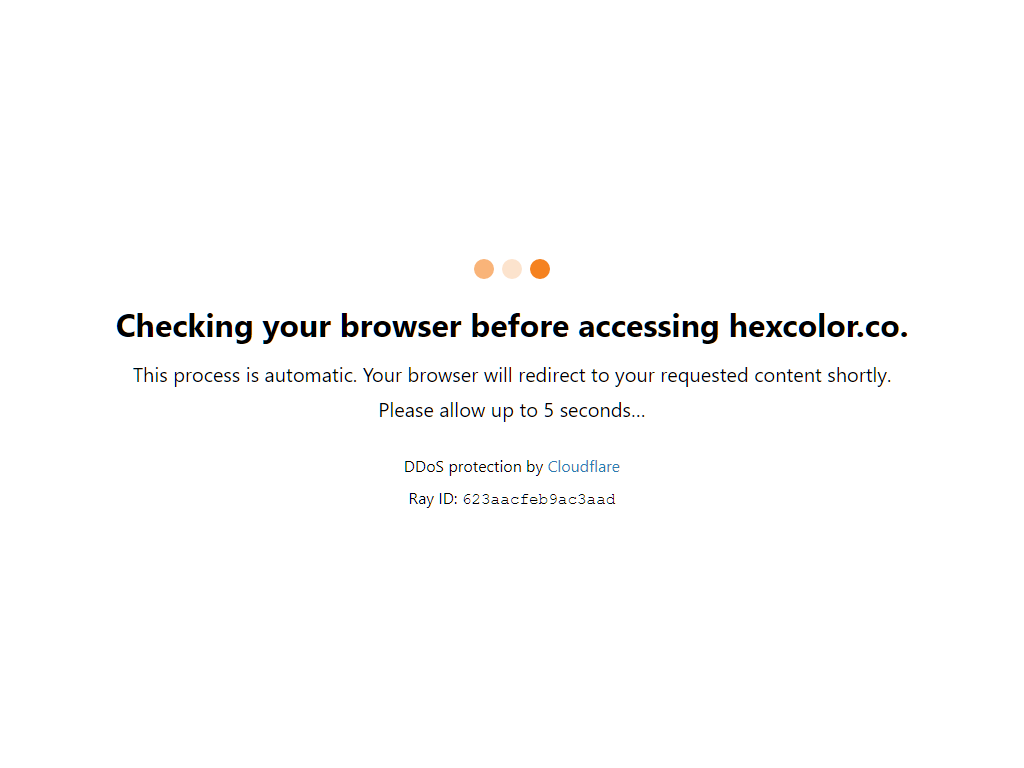 Checking your browser before accessing hexcolor.co.
This process is automatic. Your browser will redirect to your requested content shortly.
Please allow up to 5 seconds…
DDoS protection by Cloudflare
Ray ID: 623aacfeb9ac3aad